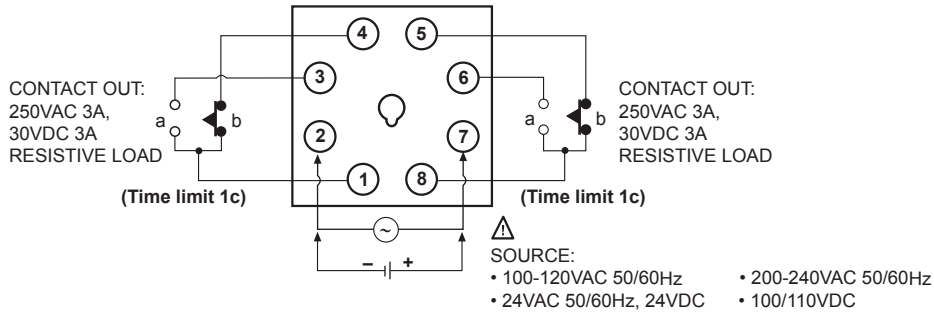 4
5
3
6
CONTACT OUT:
250VAC 3A,
30VDC 3A
RESISTIVE LOAD
a
b
a
b
CONTACT OUT:
250VAC 3A,
30VDC 3A
RESISTIVE LOAD
2
7
1
8
(Time limit 1c)
(Time limit 1c)
~
− +
SOURCE:
• 100-120VAC 50/60Hz • 200-240VAC 50/60Hz
• 24VAC 50/60Hz, 24VDC • 100/110VDC